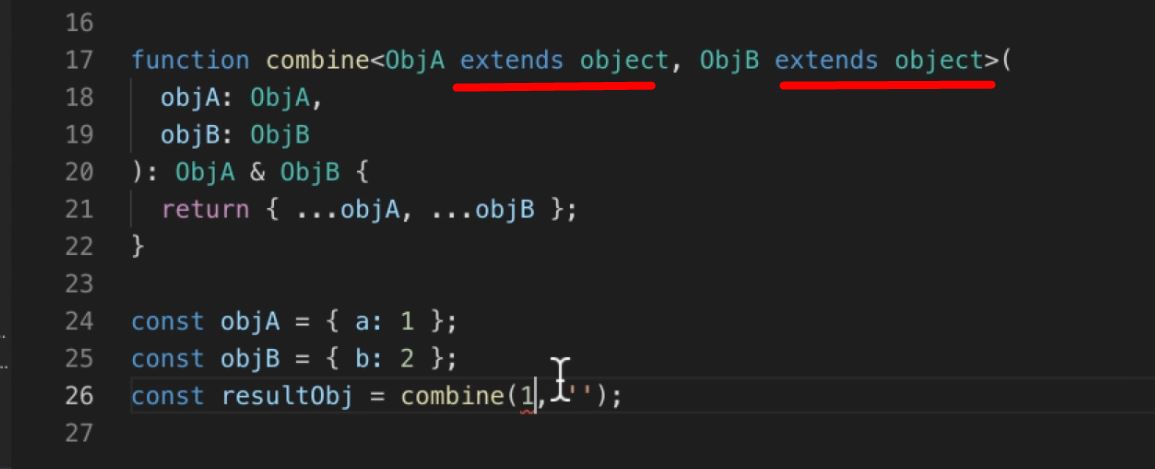 16
17 function combine<ObjA extends object, ObjB extends object>(
18 objA: ObjA,
19 objB: ObjB
20 ): ObjA & ObjB {
21 return { ...objA, ...objB };
22 }
23
24 const objA = { a: 1 };
25 const objB = { b: 2 };
26 const resultObj = combine(1, '');
27